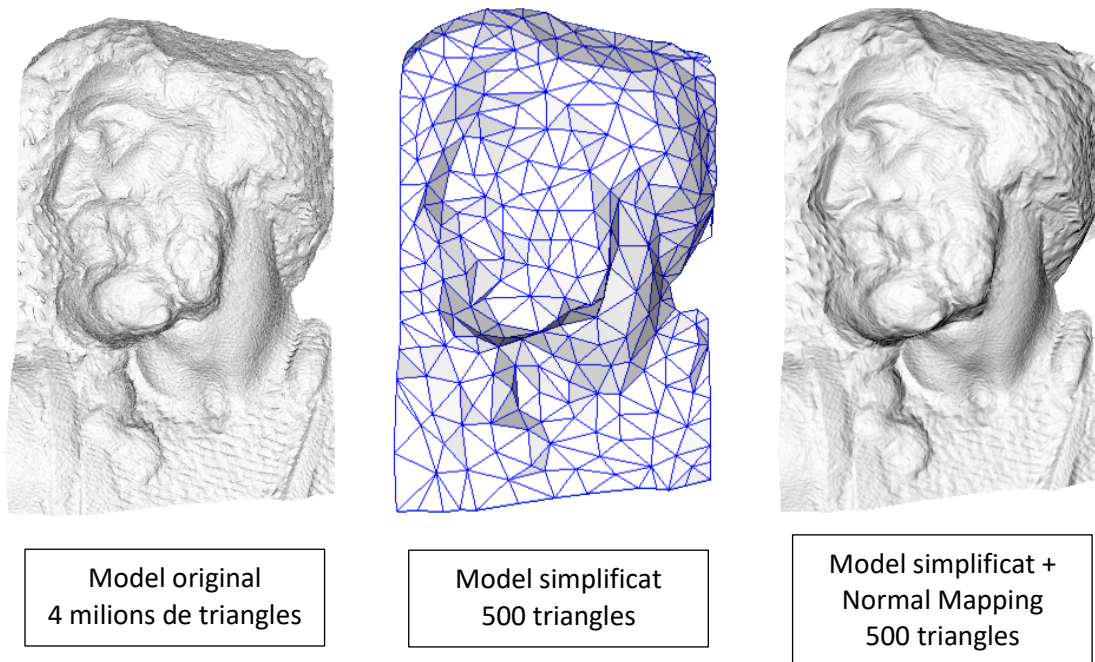 Model original
4 milions de triangles
Model simplificat
500 triangles
Model simplificat +
Normal Mapping
500 triangles